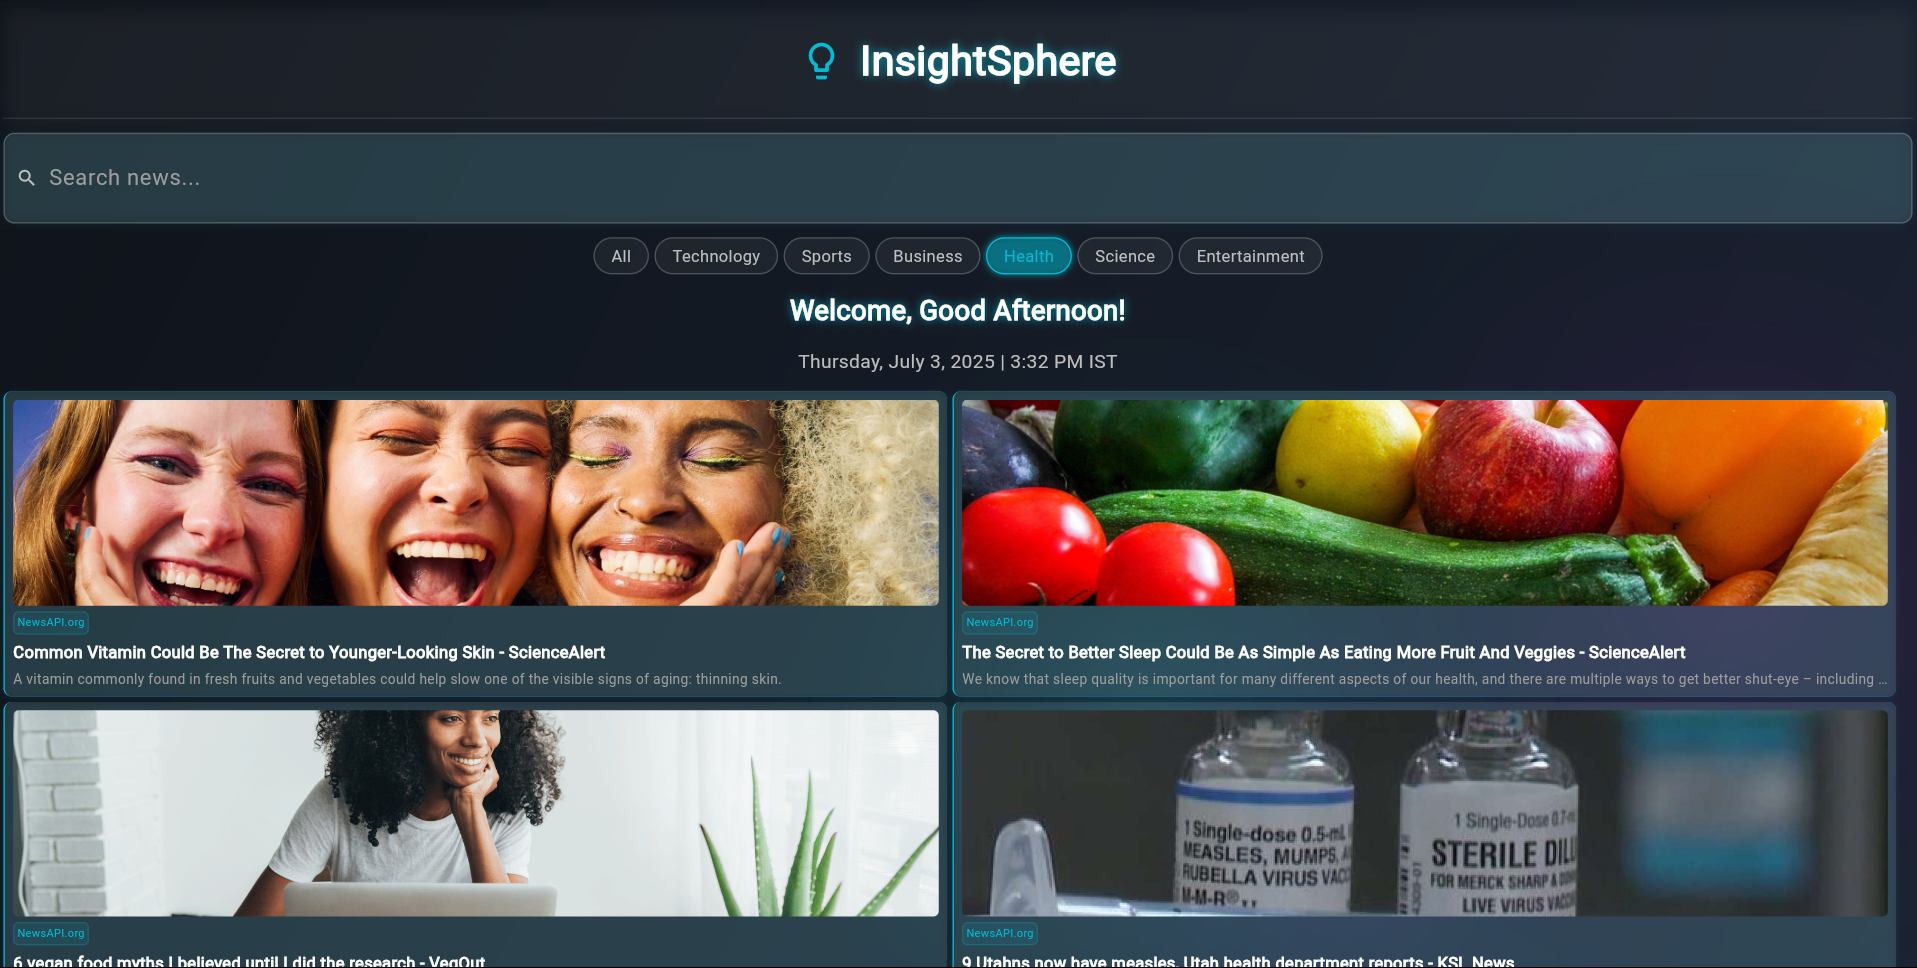 InsightSphere
Search news...
All
Technology
Sports
Business
Health
Science
Entertainment
Welcome, Good Afternoon!
Thursday, July 3, 2025 | 3:32 PM IST
NewsAPI.org
Common Vitamin Could Be The Secret to Younger-Looking Skin - ScienceAlert
A vitamin commonly found in fresh fruits and vegetables could help slow one of the visible signs of aging: thinning skin.
NewsAPI.org
The Secret to Better Sleep Could Be As Simple As Eating More Fruit And Veggies - ScienceAlert
We know that sleep quality is important for many different aspects of our health, and there are multiple ways to get better shut-eye – including ...
1 Single-dose 0.5-mL
MEASLES, MUMPS,
RUBELLA VIRUS VACC
M-M-R®
1 Single-Dose 0.7-m
STERILE DILU
FOR MERCK SHARP &
LIVE VIRUS VACC
NewsAPI.org
6 vegan food myths I believed until I did the research - VegOut
NewsAPI.org
9 Utahns now have measles, Utah health department reports - KSL News